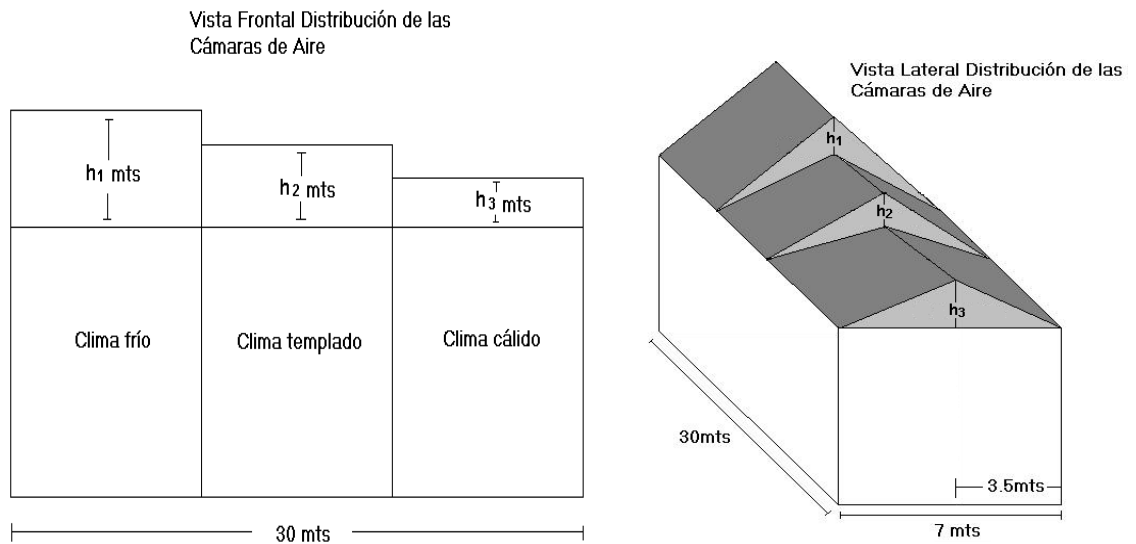 Vista Frontal Distribución de las
Cámaras de Aire
h1 mts
h2 mts
h3 mts
Clima frío
Clima templado
Clima cálido
30 mts
Vista Lateral Distribución de las
Cámaras de Aire
h1
h2
h3
30mts
3.5mts
7 mts